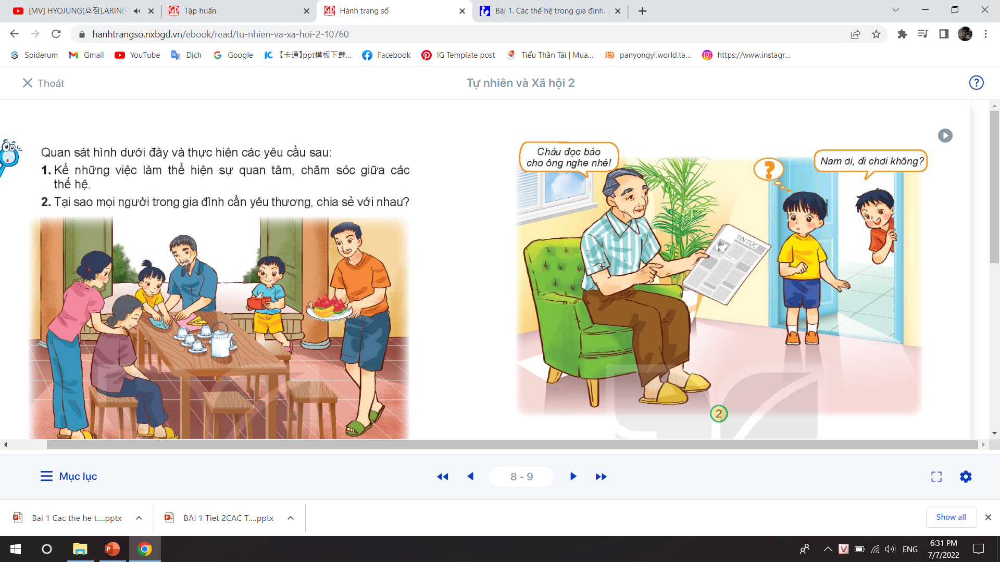 [MV] HYOJUNG(효정),ARIN(
Tập huấn
Hành trang số
Bài 1. Các thế hệ trong gia đình.
hanhtrangso.nxbgd.vn/ebook/read/tu-nhien-va-xa-hoi-2-10760
Spiderum
Gmail
YouTube
Dịch
Google
【卡通】ppt模板下载...
Facebook
IG Template post
Tiểu Thần Tài | Mua...
panyongyi.world.ta...
https://www.instagr...
Thoát
Tự nhiên và Xã hội 2
Quan sát hình dưới đây và thực hiện các yêu cầu sau:
1. Kể những việc làm thể hiện sự quan tâm, chăm sóc giữa các
thế hệ.
2. Tại sao mọi người trong gia đình cần yêu thương, chia sẻ với nhau?
Cháu đọc báo
cho ông nghe nhé!
?
Nam ơi, đi chơi không?
TIN TỨC
2
Mục lục
8 - 9
Bai 1 Cac the he t....pptx
BAI 1 Tiet 2CAC T....pptx
Show all
ENG
6:31 PM
7/7/2022